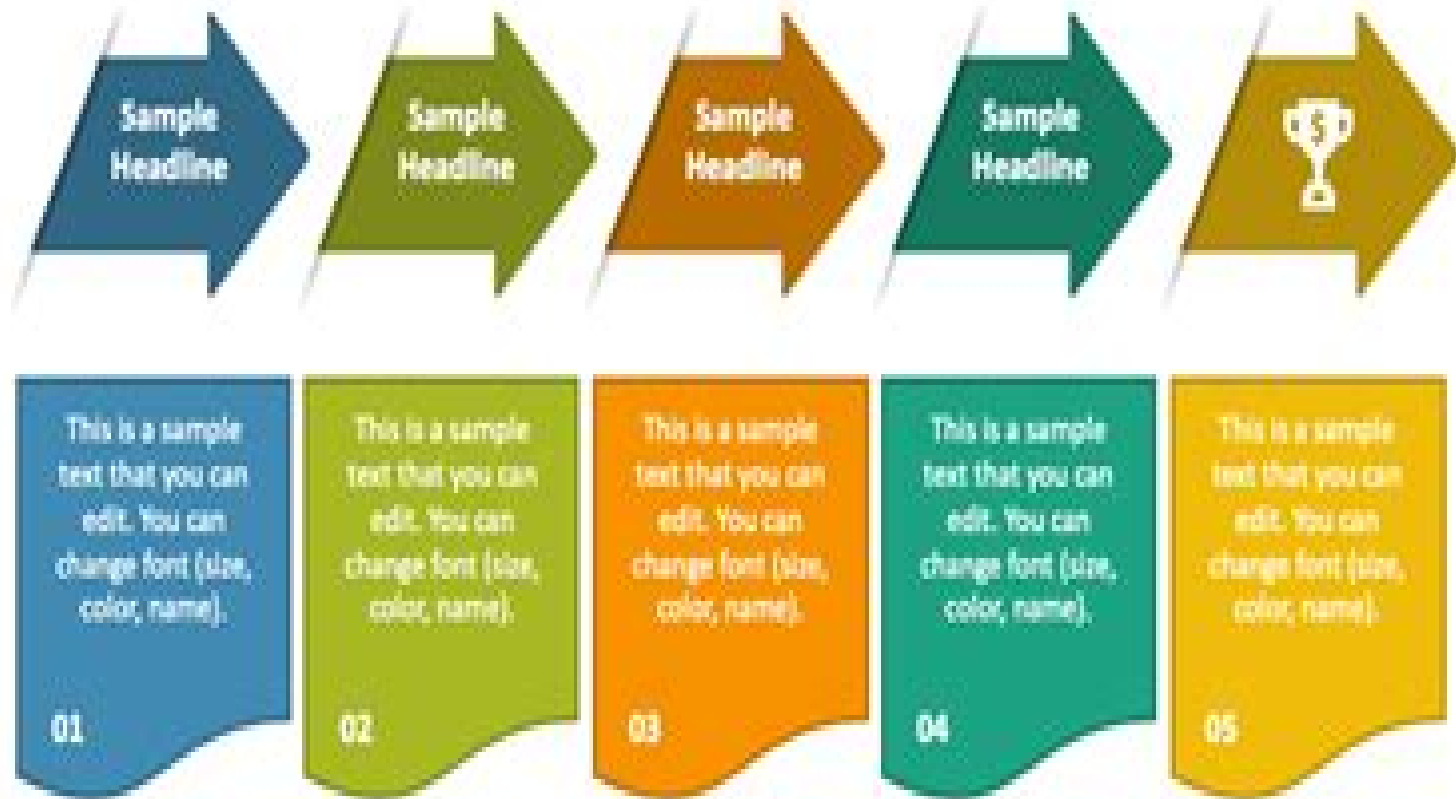 Sample
Headline
Sample
Headline
Sample
Headline
Sample
Headline
$
This is a sample
text that you can
edit. You can
change font (size,
color, name).
01
This is a sample
text that you can
edit. You can
change font (size,
color, name).
02
This is a sample
text that you can
edit. You can
change font (size,
color, name).
03
This is a sample
text that you can
edit. You can
change font (size,
color, name).
04
This is a sample
text that you can
edit. You can
change font (size,
color, name).
05